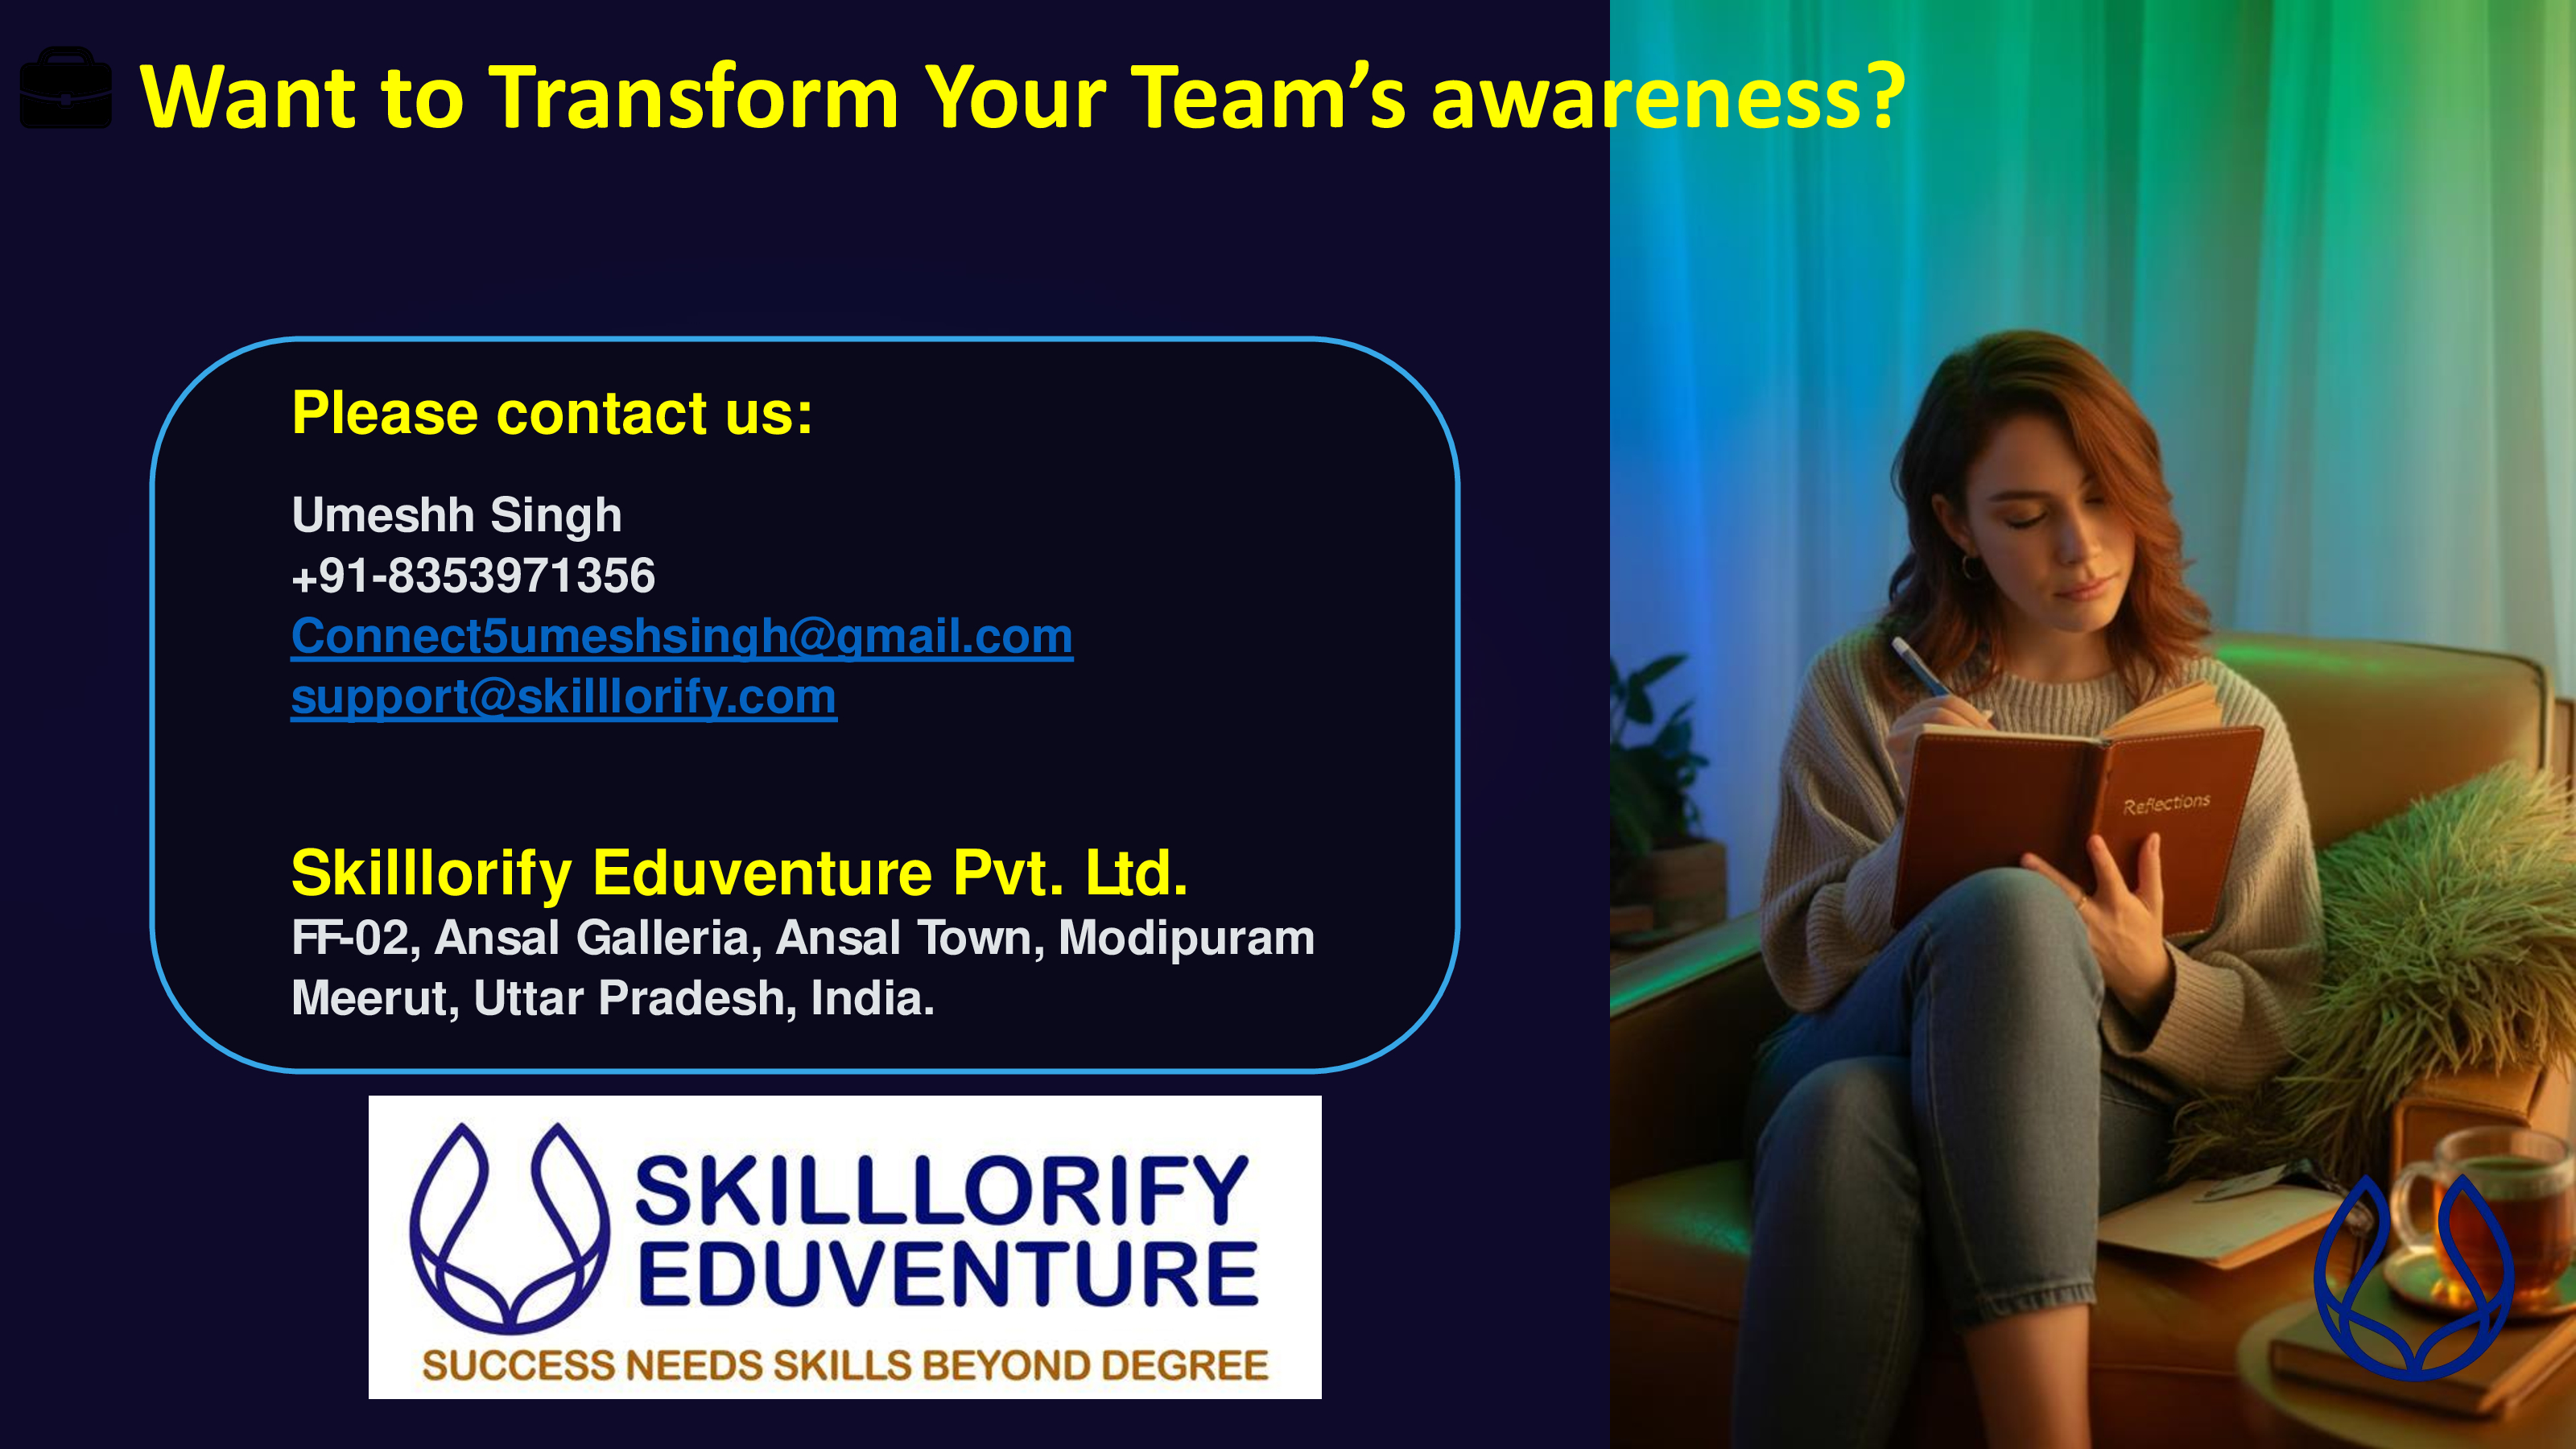 Want to Transform Your Team’s awareness?
Please contact us:
Umeshh Singh
+91-8353971356
Connect5umeshsingh@gmail.com
support@skilllorify.com
Skilllorify Eduventure Pvt. Ltd.
FF-02, Ansal Galleria, Ansal Town, Modipuram
Meerut, Uttar Pradesh, India.
SKILLLORIFY
EDUVENTURE
SUCCESS NEEDS SKILLS BEYOND DEGREE
Reflections